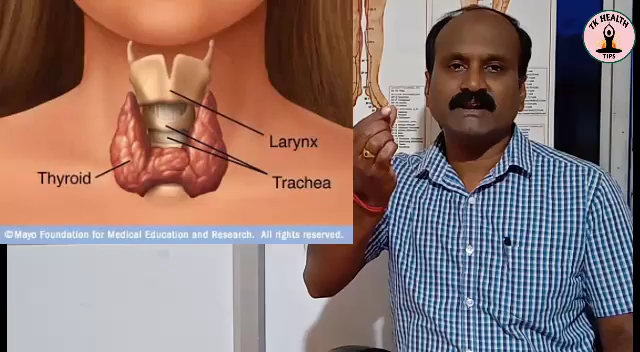 Larynx
Thyroid
Trachea
©Mayo Foundation for Medical Education and Research. All rights reserved.
TK HEALTH
TIPS